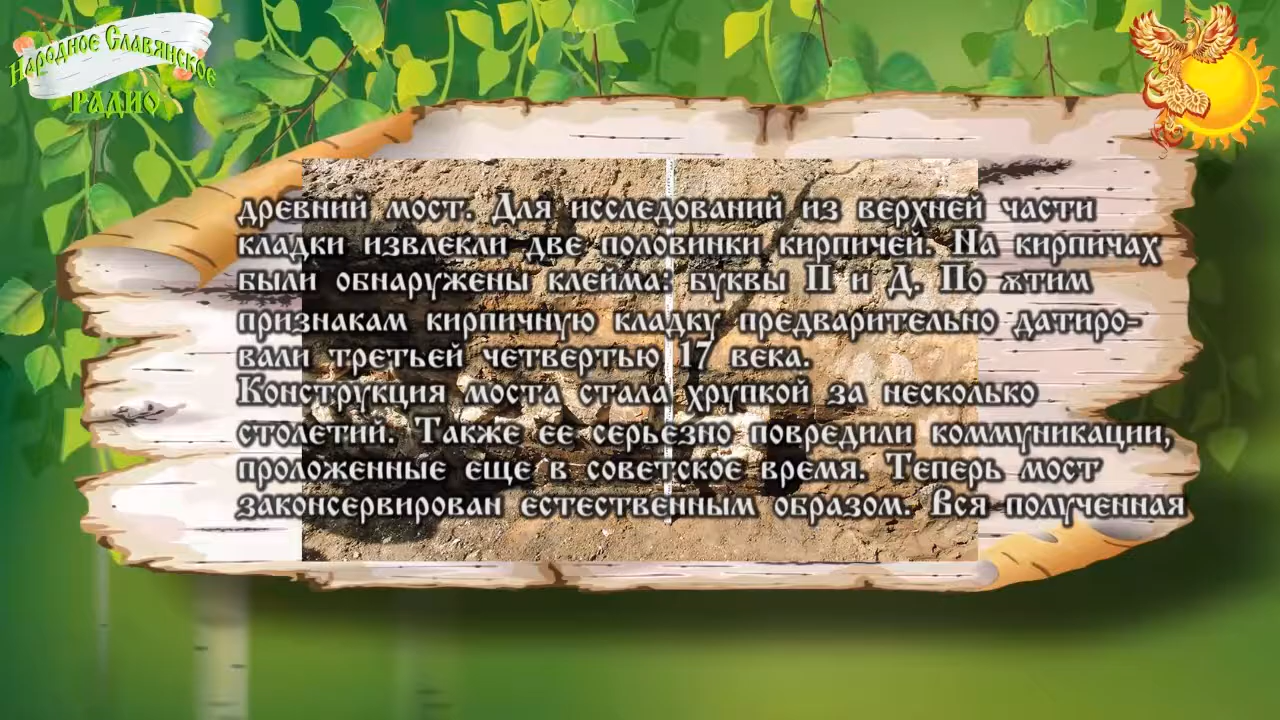 Народное Славянское
РАДИО
древний мост. Для исследований из верхней части
кладки извлекли две половинки кирпичей. На кирпичах
были обнаружены клейма: буквы П и Д. По этим
признакам кирпичную кладку предварительно датиро-
вали третьей четвертью 17 века.
Конструкция моста стала хрупкой за несколько
столетий. Также ее серьезно повредили коммуникации,
проложенные еще в советское время. Теперь мост
законсервирован естественным образом. Вся полученная